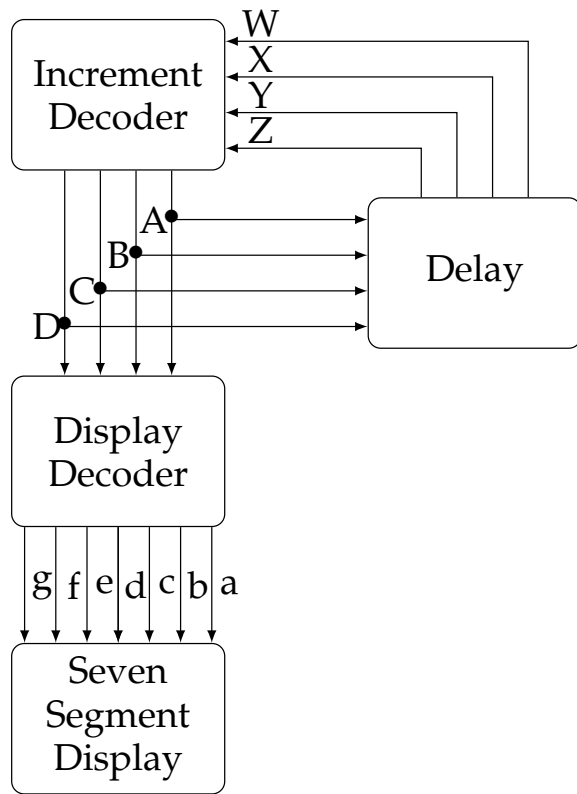 Increment
Decoder
W
X
Y
Z
A
B
C
D
Delay
Display
Decoder
g f e d c b a
Seven
Segment
Display